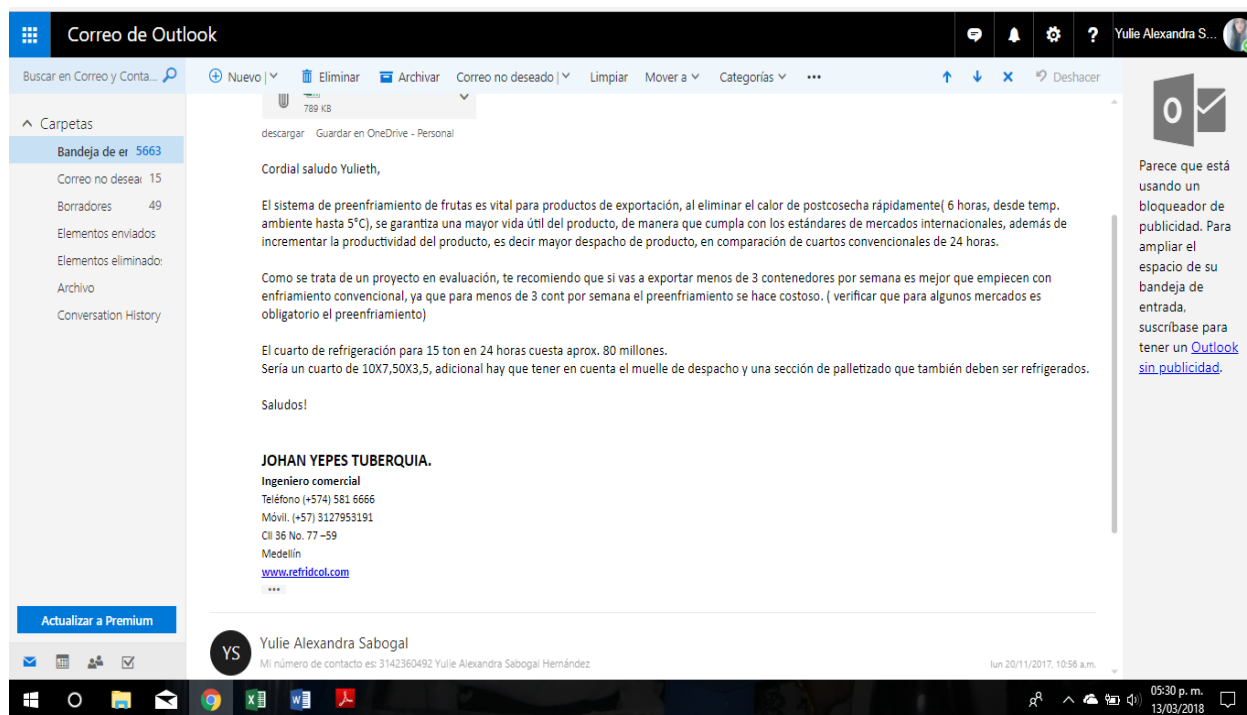 Correo de Outlook
Yulie Alexandra S...
Buscar en Correo y Conta...
Nuevo
Eliminar
Archivar
Correo no deseado
Limpiar
Mover a
Categorías
Deshacer
789 KB
descargar Guardar en OneDrive - Personal
Carpetas
Bandeja de er 5663
Correo no deseac 15
Borradores 49
Elementos enviados
Elementos eliminado:
Archivo
Conversation History
Cordial saludo Yulieth,
El sistema de preenfriamiento de frutas es vital para productos de exportación, al eliminar el calor de postcosecha rápidamente( 6 horas, desde temp.
ambiente hasta 5°C), se garantiza una mayor vida útil del producto, de manera que cumpla con los estándares de mercados internacionales, además de
incrementar la productividad del producto, es decir mayor despacho de producto, en comparación de cuartos convencionales de 24 horas.
Como se trata de un proyecto en evaluación, te recomiendo que si vas a exportar menos de 3 contenedores por semana es mejor que empiecen con
enfriamiento convencional, ya que para menos de 3 cont por semana el preenfriamiento se hace costoso. ( verificar que para algunos mercados es
obligatorio el preenfriamiento)
El cuarto de refrigeración para 15 ton en 24 horas cuesta aprox. 80 millones.
Sería un cuarto de 10X7,50X3,5, adicional hay que tener en cuenta el muelle de despacho y una sección de palletizado que también deben ser refrigerados.
Saludos!
JOHAN YEPES TUBERQUIA.
Ingeniero comercial
Teléfono (+574) 581 6666
Móvil. (+57) 3127953191
Cll 36 No. 77 –59
Medellín
www.refridcol.com
Parece que está
usando un
bloqueador de
publicidad. Para
ampliar el
espacio de su
bandeja de
entrada,
suscríbase para
tener un Outlook
sin publicidad.
Actualizar a Premium
YS
Yulie Alexandra Sabogal
Mi número de contacto es: 3142360492 Yulie Alexandra Sabogal Hernández
lun 20/11/2017, 10:56 a.m.
05:30 p. m.
13/03/2018